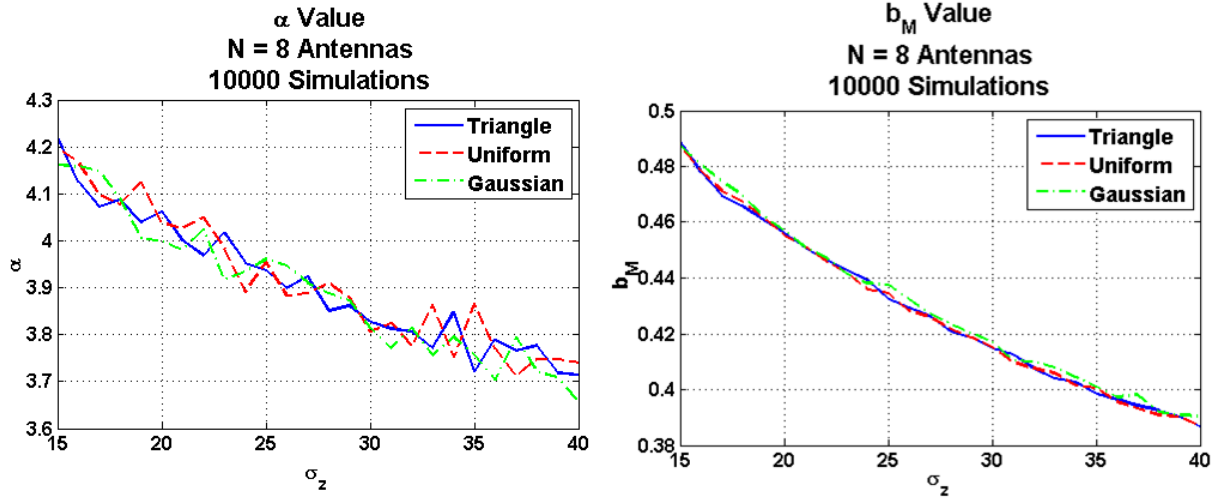 α Value
N = 8 Antennas
10000 Simulations
4.3
4.2
4.1
4
3.9
3.8
3.7
3.6
α
Triangle
Uniform
Gaussian
15 20 25 30 35 40
σz
bM Value
N = 8 Antennas
10000 Simulations
0.5
0.48
0.46
0.44
0.42
0.4
0.38
bM
Triangle
Uniform
Gaussian
15 20 25 30 35 40
σz